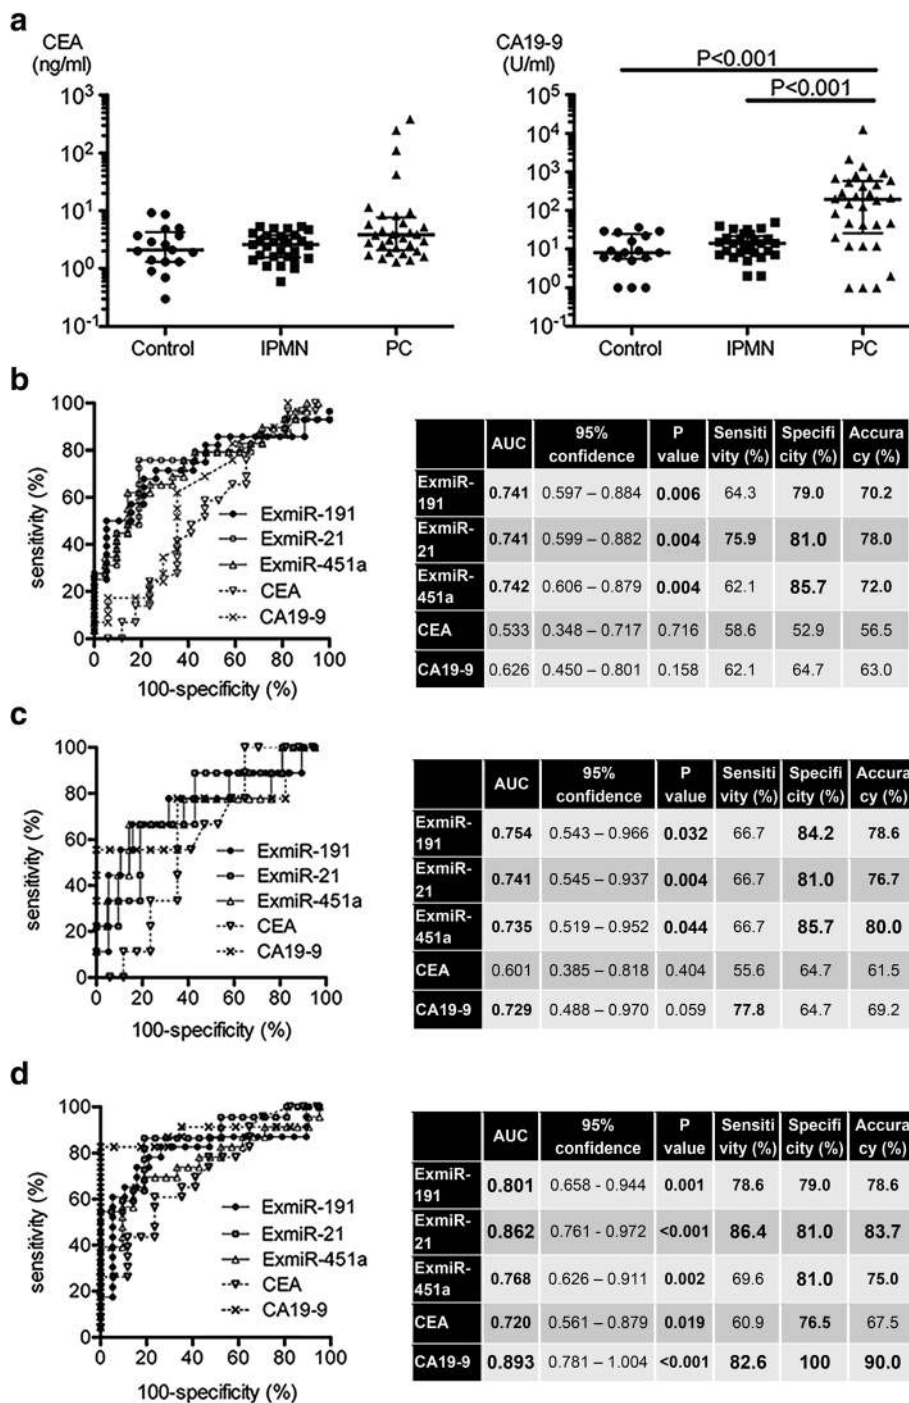 a
CEA
(ng/ml)
10³
10²
10¹
10⁰
10⁻¹
Control IPMN PC
CA19-9
(U/ml)
P<0.001
P<0.001
10⁵
10⁴
10³
10²
10¹
10⁰
10⁻¹
Control IPMN PC
b
sensitivity (%)
100
80
60
40
20
0
0 20 40 60 80 100
100-specificity (%)
ExmiR-191
ExmiR-21
ExmiR-451a
CEA
CA19-9
AUC 95% confidence P value Sensiti vity (%) Specifi city (%) Accura cy (%)
ExmiR-191 0.741 0.597 – 0.884 0.006 64.3 79.0 70.2
ExmiR-21 0.741 0.599 – 0.882 0.004 75.9 81.0 78.0
ExmiR-451a 0.742 0.606 – 0.879 0.004 62.1 85.7 72.0
CEA 0.533 0.348 – 0.717 0.716 58.6 52.9 56.5
CA19-9 0.626 0.450 – 0.801 0.158 62.1 64.7 63.0
c
sensitivity (%)
100
80
60
40
20
0
0 20 40 60 80 100
100-specificity (%)
ExmiR-191
ExmiR-21
ExmiR-451a
CEA
CA19-9
AUC 95% confidence P value Sensiti vity (%) Specifi city (%) Accura cy (%)
ExmiR-191 0.754 0.543 – 0.966 0.032 66.7 84.2 78.6
ExmiR-21 0.741 0.545 – 0.937 0.004 66.7 81.0 76.7
ExmiR-451a 0.735 0.519 – 0.952 0.044 66.7 85.7 80.0
CEA 0.601 0.385 – 0.818 0.404 55.6 64.7 61.5
CA19-9 0.729 0.488 – 0.970 0.059 77.8 64.7 69.2
d
sensitivity (%)
100
80
60
40
20
0
0 20 40 60 80 100
100-specificity (%)
ExmiR-191
ExmiR-21
ExmiR-451a
CEA
CA19-9
AUC 95% confidence P value Sensiti vity (%) Specifi city (%) Accura cy (%)
ExmiR-191 0.801 0.658 - 0.944 0.001 78.6 79.0 78.6
ExmiR-21 0.862 0.761 - 0.972 <0.001 86.4 81.0 83.7
ExmiR-451a 0.768 0.626 – 0.911 0.002 69.6 81.0 75.0
CEA 0.720 0.561 – 0.879 0.019 60.9 76.5 67.5
CA19-9 0.893 0.781 - 1.004 <0.001 82.6 100 90.0